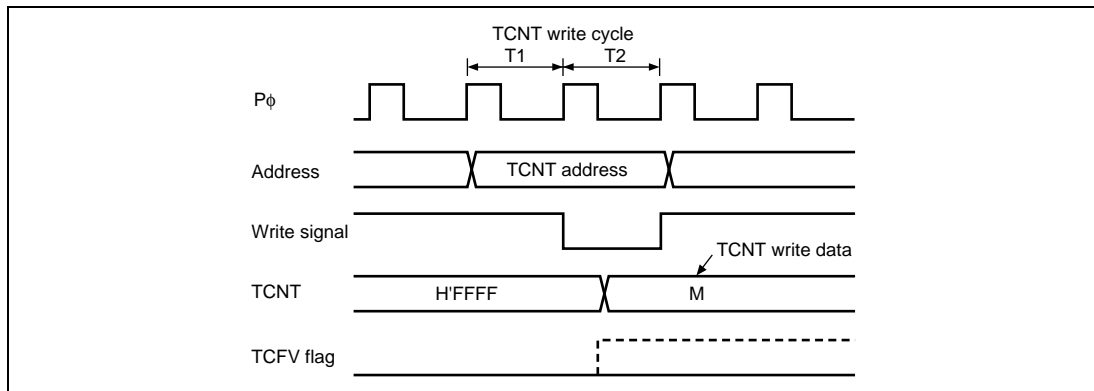 TCNT write cycle
T1 T2
Pϕ
Address TCNT address
Write signal
TCNT write data
TCNT H'FFFF M
TCFV flag